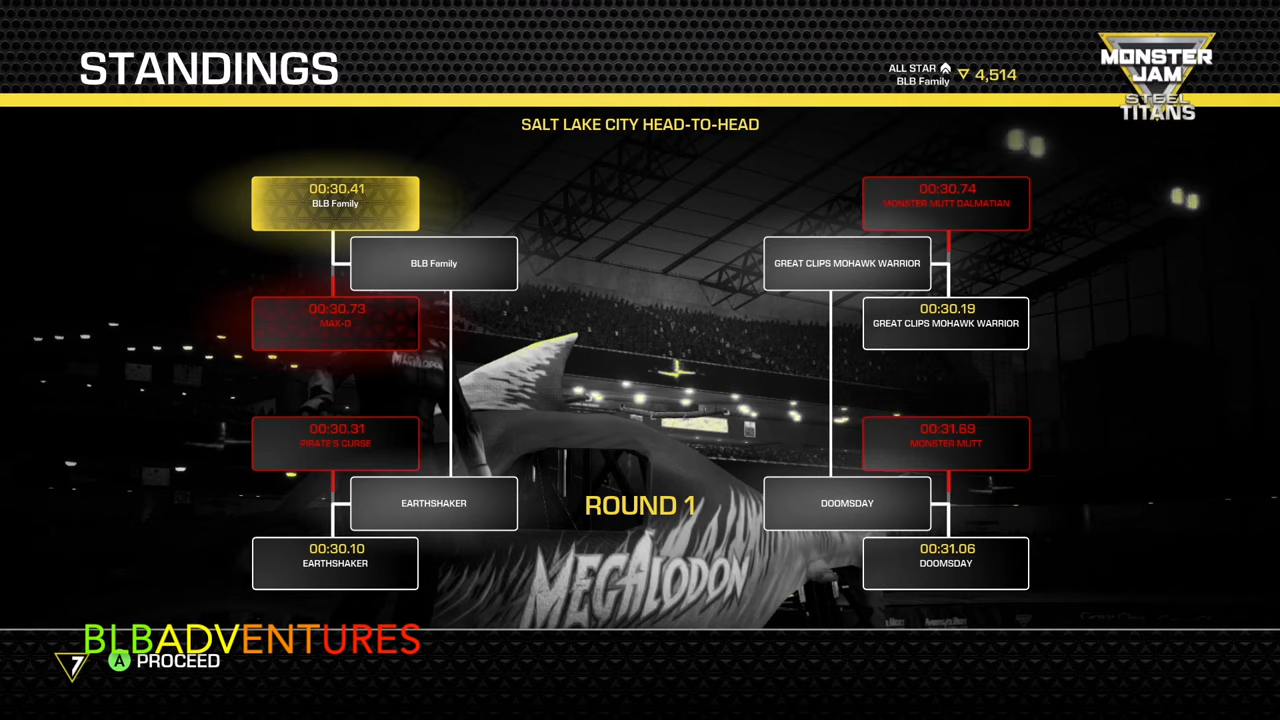 STANDINGS
ALL STAR
BLB Family
4,514
MONSTER
JAM
STEEL
TITANS
SALT LAKE CITY HEAD-TO-HEAD
00:30.41
BLB Family
00:30.74
MONSTER MUTT DALMATIAN
BLB Family
GREAT CLIPS MOHAWK WARRIOR
00:30.73
MAX-D
00:30.19
GREAT CLIPS MOHAWK WARRIOR
MEGALODON
00:30.31
PIRATE'S CURSE
00:31.69
MONSTER MUTT
EARTHSHAKER
ROUND 1
DOOMSDAY
00:30.10
EARTHSHAKER
00:31.06
DOOMSDAY
MEGALODON
BLBADVENTURES
7
A PROCEED